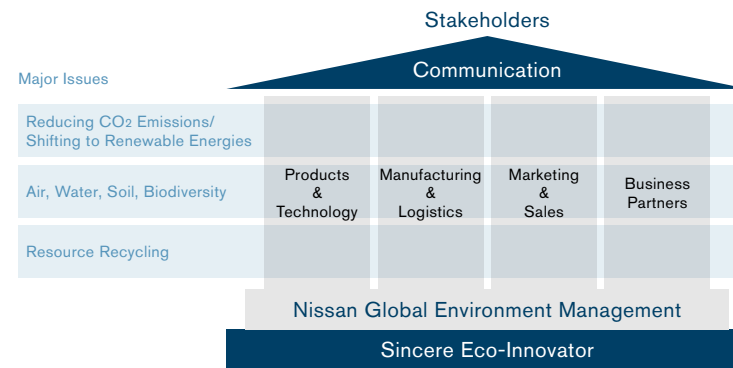 Stakeholders
Communication
Major Issues
Reducing CO2 Emissions/
Shifting to Renewable Energies
Air, Water, Soil, Biodiversity
Products
&
Technology
Manufacturing
&
Logistics
Marketing
&
Sales
Business
Partners
Resource Recycling
Nissan Global Environment Management
Sincere Eco-Innovator